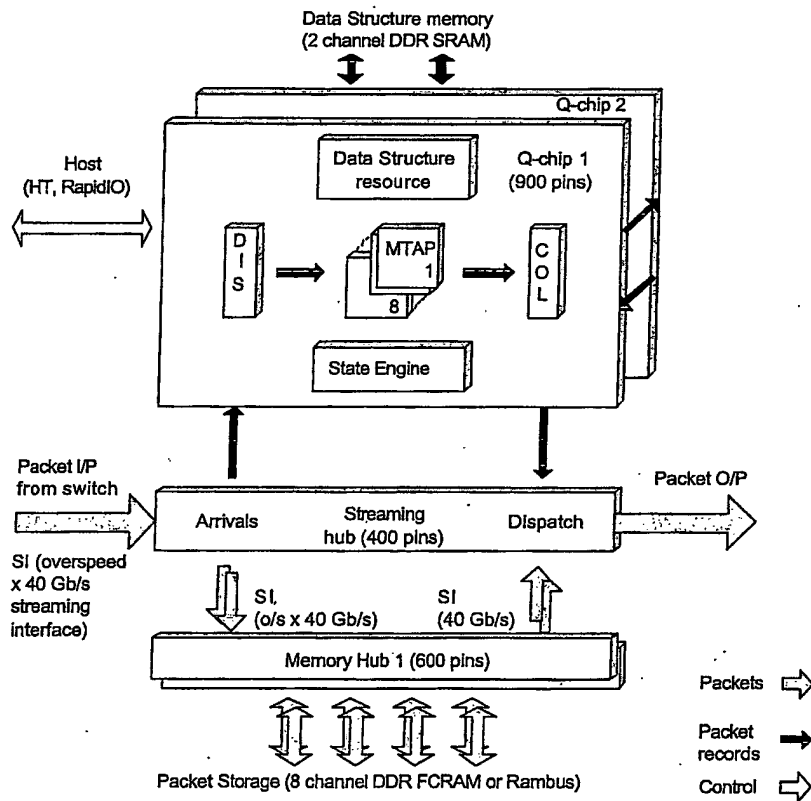 Data Structure memory
(2 channel DDR SRAM)
Q-chip 2
Host
(HT, RapidIO)
Data Structure
resource
Q-chip 1
(900 pins)
DIS
MTAP
1
8
COL
State Engine
Packet I/P
from switch
Packet O/P
Arrivals
Streaming
hub (400 pins)
Dispatch
SI (overspeed
x 40 Gb/s
streaming
interface)
SI,
(o/s x 40 Gb/s)
SI
(40 Gb/s)
Memory Hub 1 (600 pins)
Packets
Packet
records
Control
Packet Storage (8 channel DDR FCRAM or Rambus)